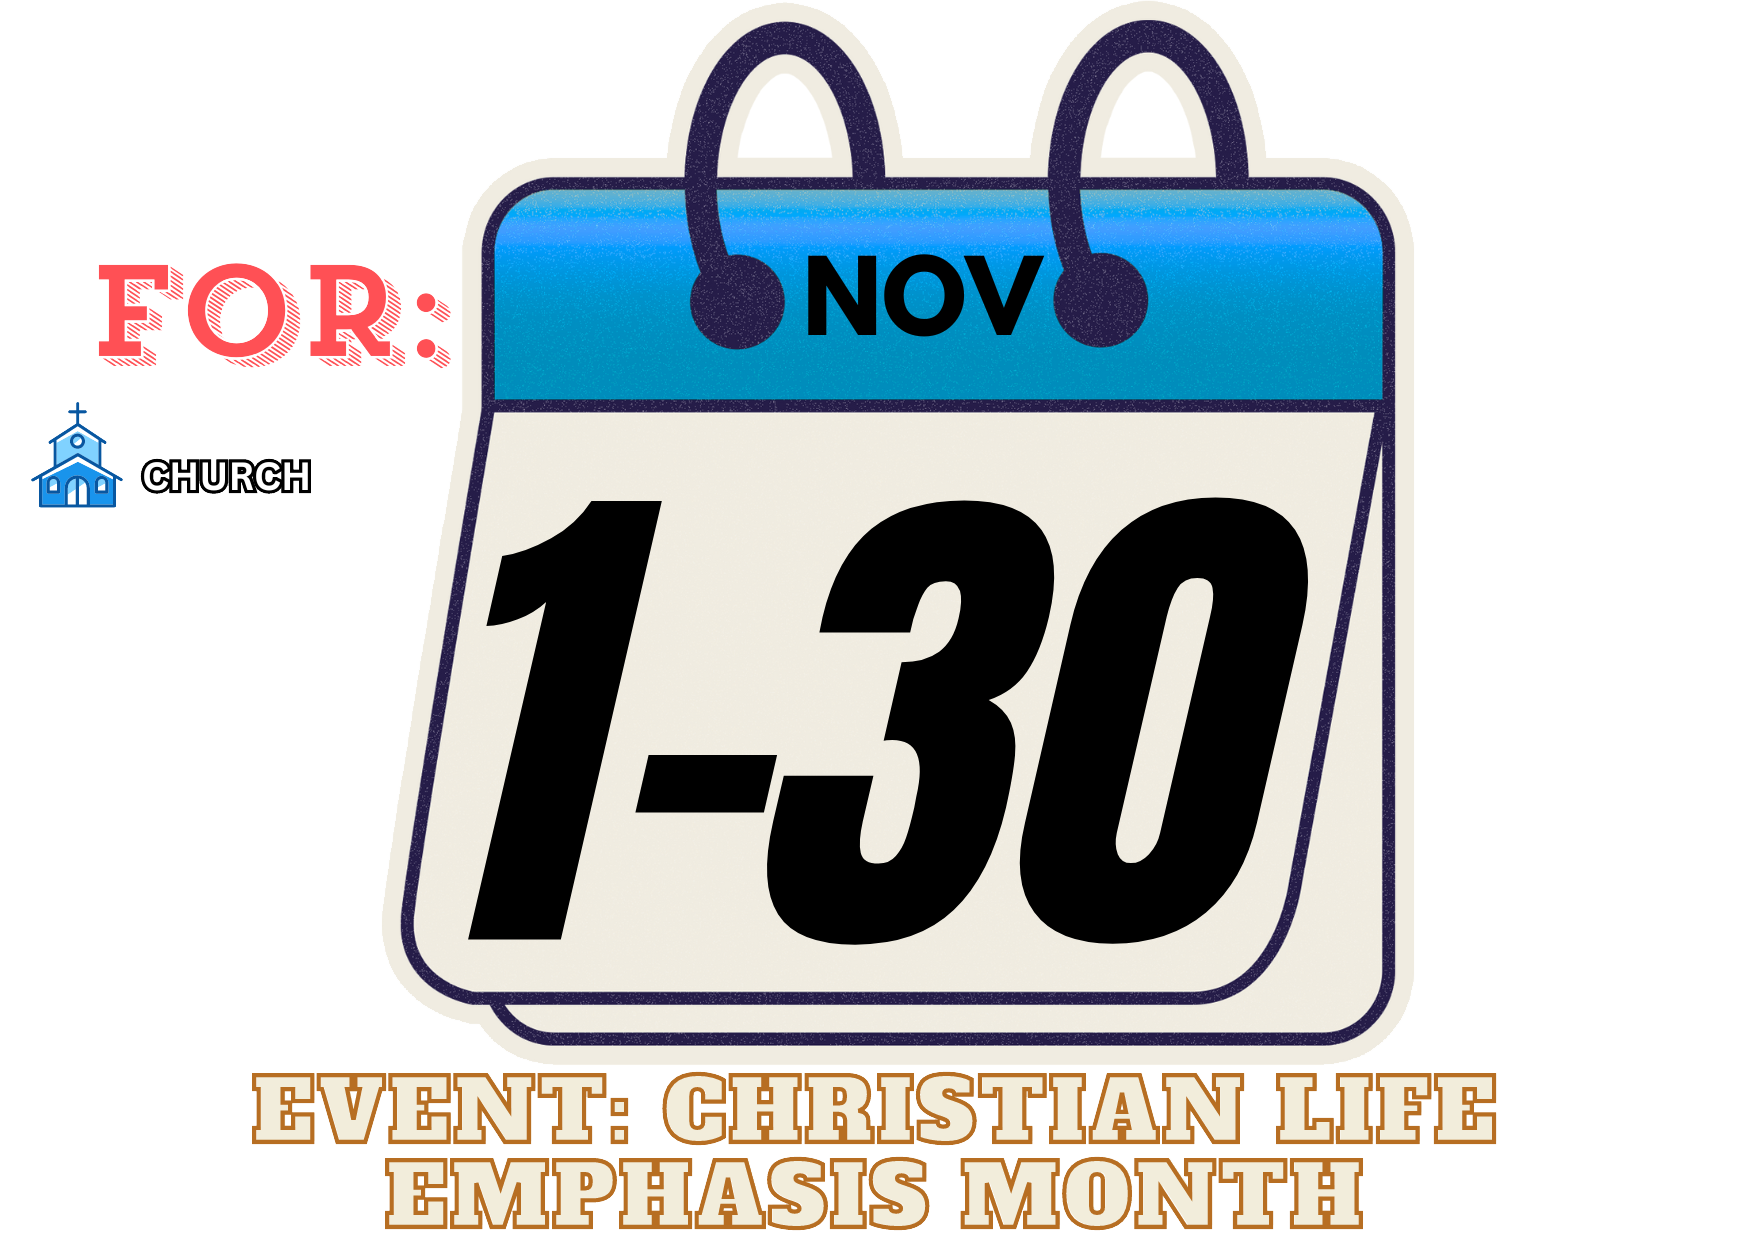 NOV
FOR:
CHURCH
1-30
EVENT: CHRISTIAN LIFE
EMPHASIS MONTH